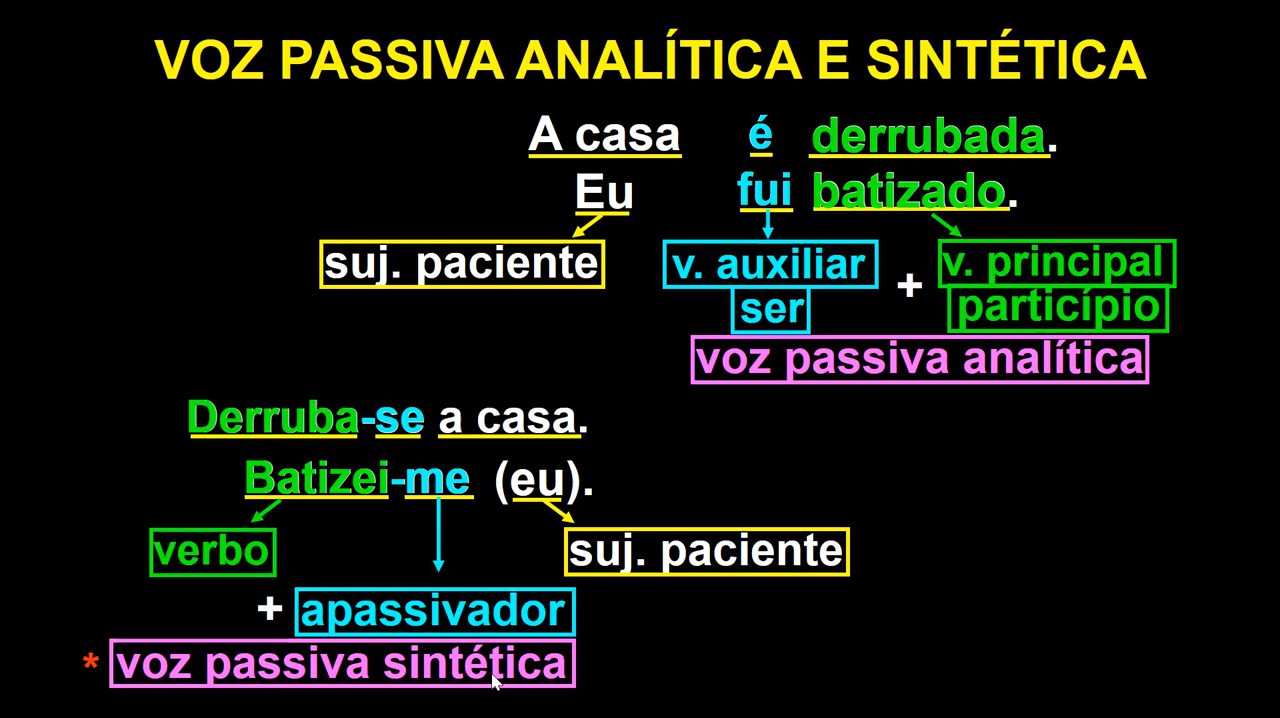 VOZ PASSIVA ANALÍTICA E SINTÉTICA
A casa é derrubada.
Eu fui batizado.
suj. paciente v. auxiliar + v. principal
ser particípio
voz passiva analítica
Derruba-se a casa.
Batizei-me (eu).
verbo suj. paciente
+ apassivador
* voz passiva sintética